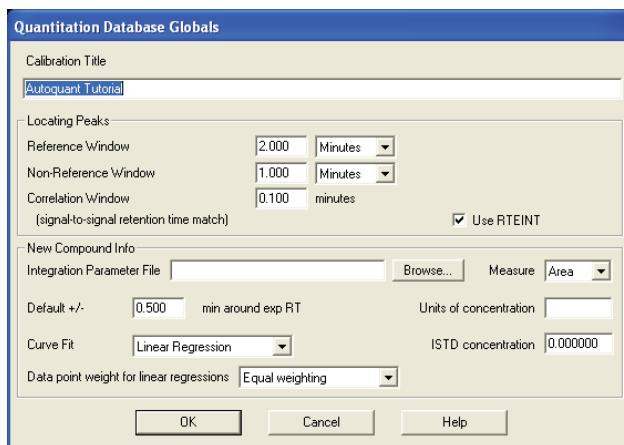 Quantitation Database Globals
Calibration Title
Autoquant Tutorial
Locating Peaks
Reference Window 2.000 Minutes
Non-Reference Window 1.000 Minutes
Correlation Window 0.100 minutes
(signal-to-signal retention time match) Use RTEINT
New Compound Info
Integration Parameter File Browse... Measure Area
Default +/- 0.500 min around exp RT Units of concentration
Curve Fit Linear Regression ISTD concentration 0.000000
Data point weight for linear regressions Equal weighting
OK Cancel Help